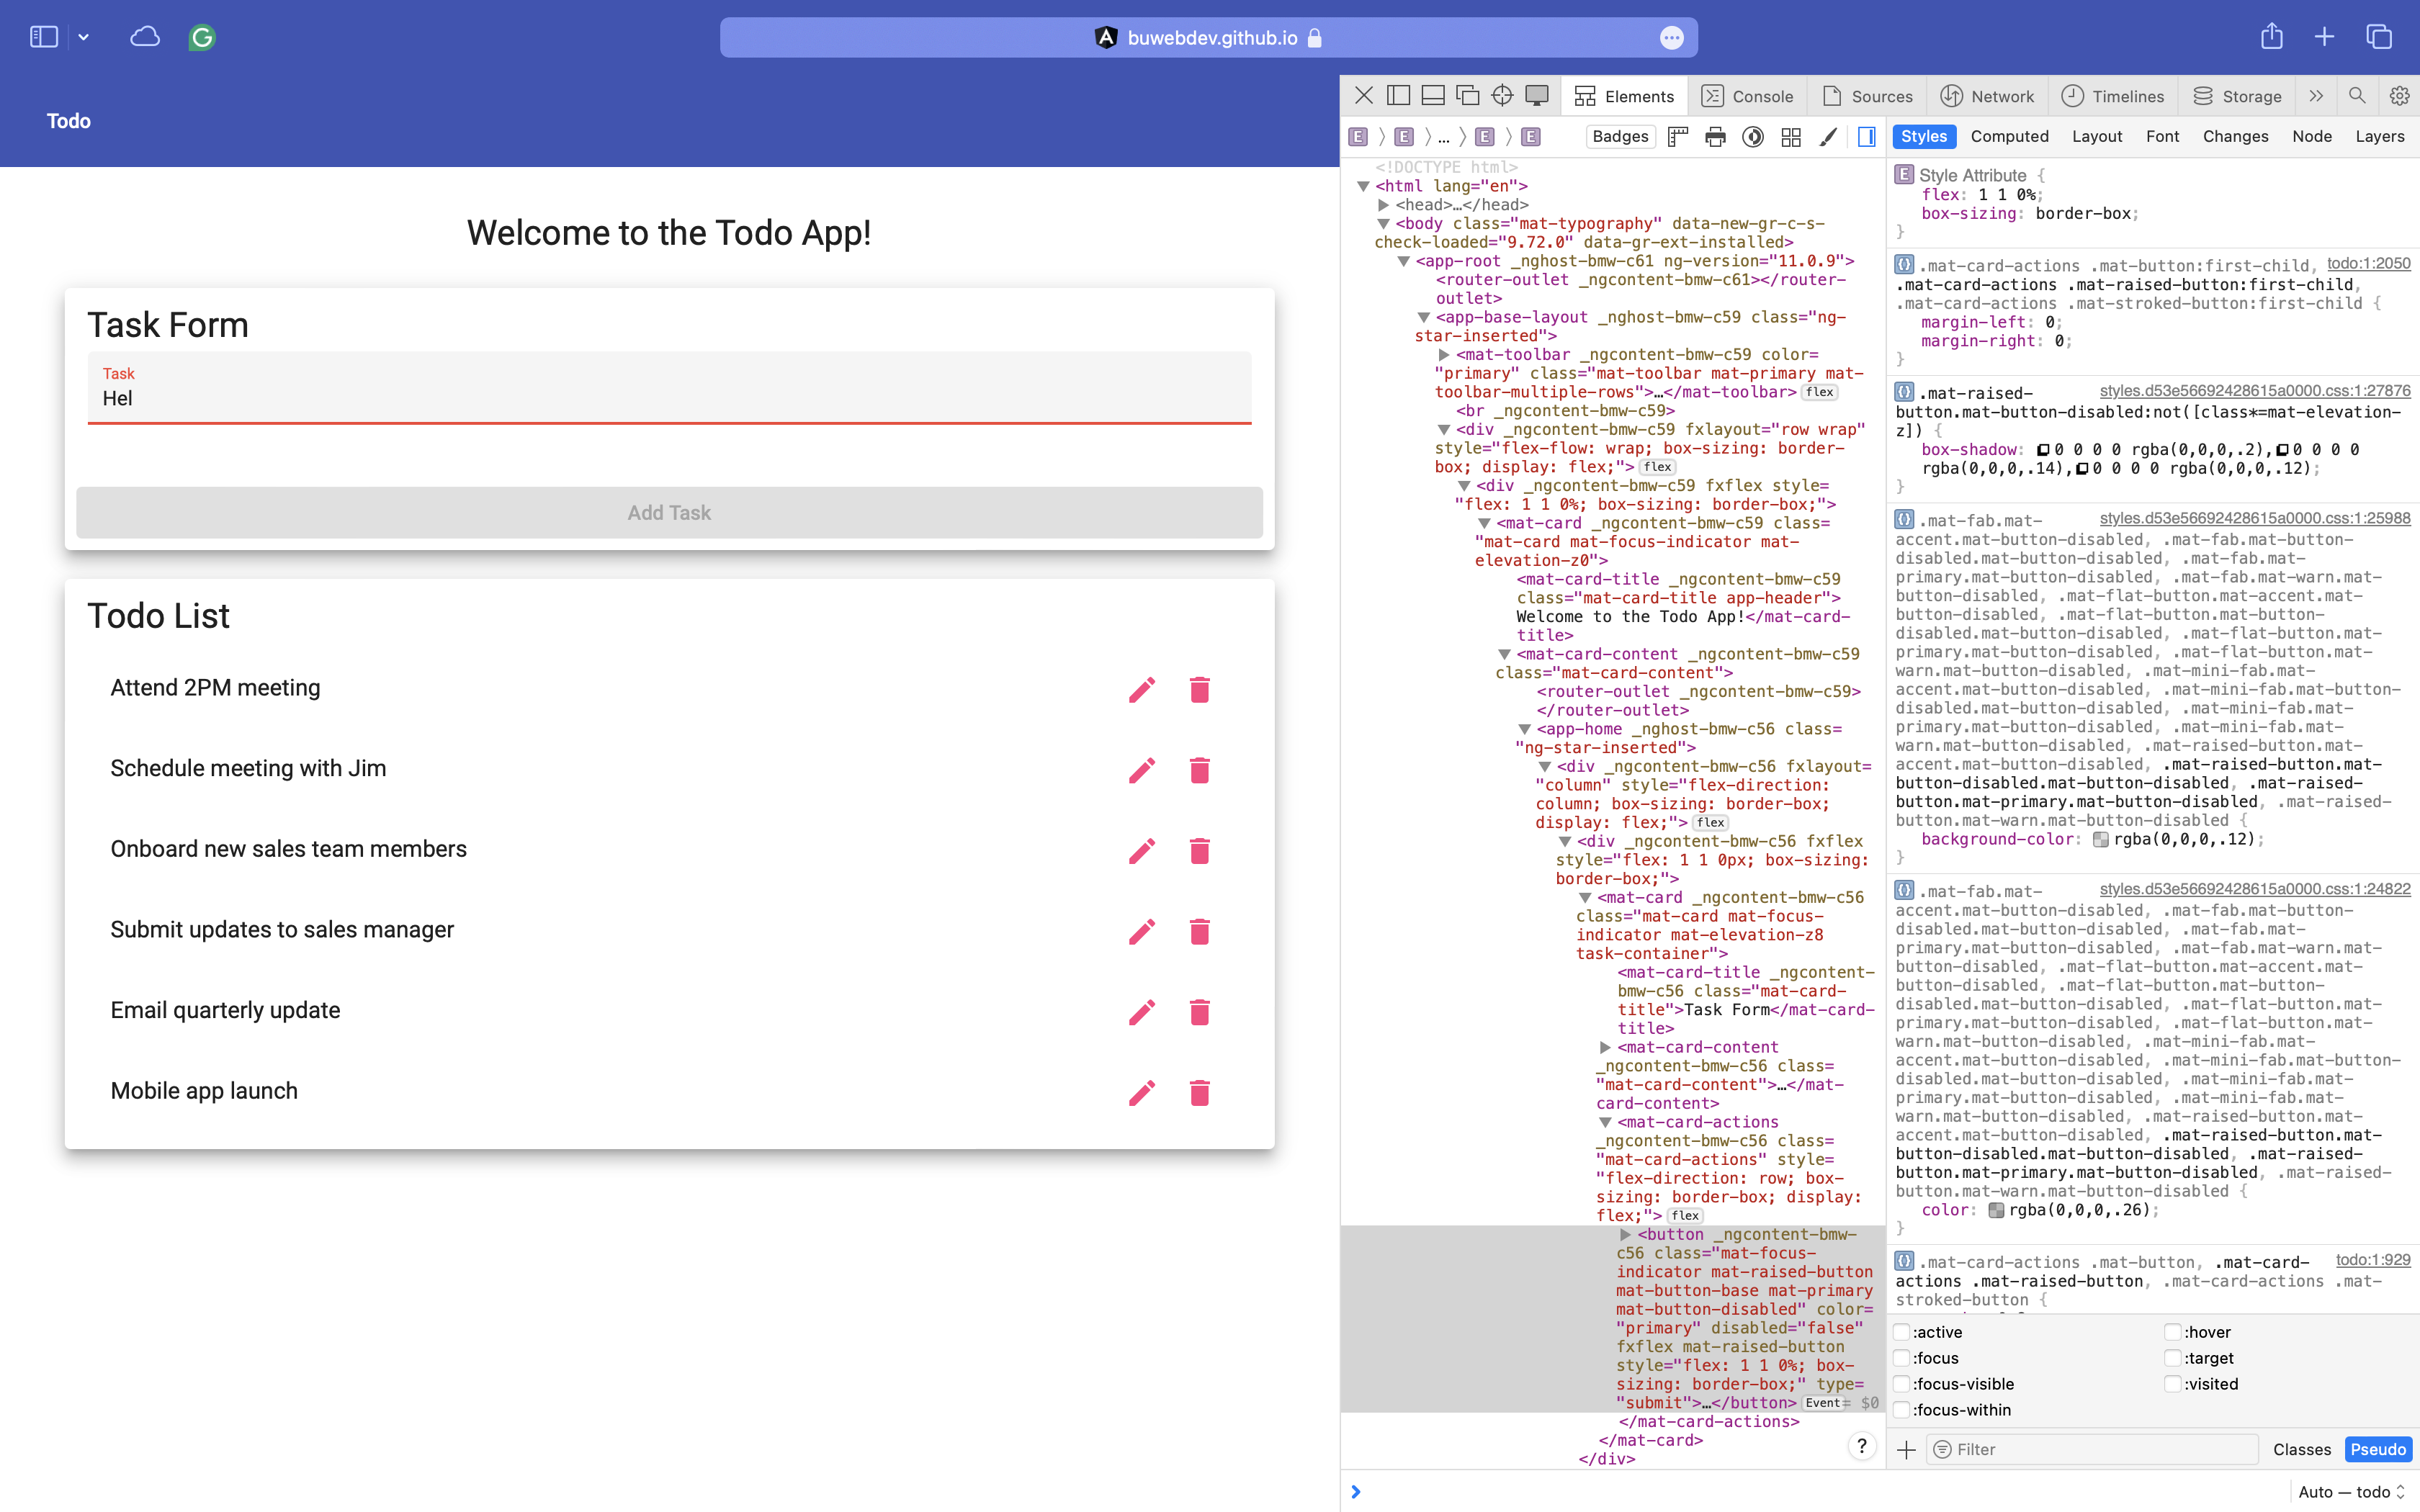 buwebdev.github.io
Todo
Welcome to the Todo App!
Task Form
Task
Hel
Add Task
Todo List
Attend 2PM meeting
Schedule meeting with Jim
Onboard new sales team members
Submit updates to sales manager
Email quarterly update
Mobile app launch
Elements
Console
Sources
Network
Timelines
Storage
E 〉 E 〉 … 〉 E 〉 E
Badges
<!DOCTYPE html>
<html lang="en">
<head>…</head>
<body class="mat-typography" data-new-gr-c-s-
check-loaded="9.72.0" data-gr-ext-installed>
<app-root _nghost-bmw-c61 ng-version="11.0.9">
<router-outlet _ngcontent-bmw-c61></router-
outlet>
<app-base-layout _nghost-bmw-c59 class="ng-
star-inserted">
<mat-toolbar _ngcontent-bmw-c59 color=
"primary" class="mat-toolbar mat-primary mat-
toolbar-multiple-rows">…</mat-toolbar> flex
<br _ngcontent-bmw-c59>
<div _ngcontent-bmw-c59 fxlayout="row wrap"
style="flex-flow: wrap; box-sizing: border-
box; display: flex;"> flex
<div _ngcontent-bmw-c59 fxflex style=
"flex: 1 1 0%; box-sizing: border-box;">
<mat-card _ngcontent-bmw-c59 class=
"mat-card mat-focus-indicator mat-
elevation-z0">
<mat-card-title _ngcontent-bmw-c59
class="mat-card-title app-header">
Welcome to the Todo App!</mat-card-
title>
<mat-card-content _ngcontent-bmw-c59
class="mat-card-content">
<router-outlet _ngcontent-bmw-c59>
</router-outlet>
<app-home _nghost-bmw-c56 class=
"ng-star-inserted">
<div _ngcontent-bmw-c56 fxlayout=
"column" style="flex-direction:
column; box-sizing: border-box;
display: flex;"> flex
<div _ngcontent-bmw-c56 fxflex
style="flex: 1 1 0px; box-sizing:
border-box;">
<mat-card _ngcontent-bmw-c56
class="mat-card mat-focus-
indicator mat-elevation-z8
task-container">
<mat-card-title _ngcontent-
bmw-c56 class="mat-card-
title">Task Form</mat-card-
title>
<mat-card-content
_ngcontent-bmw-c56 class=
"mat-card-content">…</mat-
card-content>
<mat-card-actions
_ngcontent-bmw-c56 class=
"mat-card-actions" style=
"flex-direction: row; box-
sizing: border-box; display:
flex;"> flex
<button _ngcontent-bmw-
c56 class="mat-focus-
indicator mat-raised-button
mat-button-base mat-primary
mat-button-disabled" color=
"primary" disabled="false"
fxflex mat-raised-button
style="flex: 1 1 0%; box-
sizing: border-box;" type=
"submit">…</button> Event = $0
</mat-card-actions>
</mat-card>
</div>
?
Styles
Computed
Layout
Font
Changes
Node
Layers
E Style Attribute {
flex: 1 1 0%;
box-sizing: border-box;
}
.mat-card-actions .mat-button:first-child, todo:1:2050
.mat-card-actions .mat-raised-button:first-child,
.mat-card-actions .mat-stroked-button:first-child {
margin-left: 0;
margin-right: 0;
}
.mat-raised- styles.d53e56692428615a0000.css:1:27876
button.mat-button-disabled:not([class*=mat-elevation-
z]) {
box-shadow: 0 0 0 0 rgba(0,0,0,.2), 0 0 0 0
rgba(0,0,0,.14), 0 0 0 0 rgba(0,0,0,.12);
}
.mat-fab.mat- styles.d53e56692428615a0000.css:1:25988
accent.mat-button-disabled, .mat-fab.mat-button-
disabled.mat-button-disabled, .mat-fab.mat-
primary.mat-button-disabled, .mat-fab.mat-warn.mat-
button-disabled, .mat-flat-button.mat-accent.mat-
button-disabled, .mat-flat-button.mat-button-
disabled.mat-button-disabled, .mat-flat-button.mat-
primary.mat-button-disabled, .mat-flat-button.mat-
warn.mat-button-disabled, .mat-mini-fab.mat-
accent.mat-button-disabled, .mat-mini-fab.mat-button-
disabled.mat-button-disabled, .mat-mini-fab.mat-
primary.mat-button-disabled, .mat-mini-fab.mat-
warn.mat-button-disabled, .mat-raised-button.mat-
accent.mat-button-disabled, .mat-raised-button.mat-
button-disabled.mat-button-disabled, .mat-raised-
button.mat-primary.mat-button-disabled, .mat-raised-
button.mat-warn.mat-button-disabled {
background-color: rgba(0,0,0,.12);
}
.mat-fab.mat- styles.d53e56692428615a0000.css:1:24822
accent.mat-button-disabled, .mat-fab.mat-button-
disabled.mat-button-disabled, .mat-fab.mat-
primary.mat-button-disabled, .mat-fab.mat-warn.mat-
button-disabled, .mat-flat-button.mat-accent.mat-
button-disabled, .mat-flat-button.mat-button-
disabled.mat-button-disabled, .mat-flat-button.mat-
primary.mat-button-disabled, .mat-flat-button.mat-
warn.mat-button-disabled, .mat-mini-fab.mat-
accent.mat-button-disabled, .mat-mini-fab.mat-button-
disabled.mat-button-disabled, .mat-mini-fab.mat-
primary.mat-button-disabled, .mat-mini-fab.mat-
warn.mat-button-disabled, .mat-raised-button.mat-
accent.mat-button-disabled, .mat-raised-button.mat-
button-disabled.mat-button-disabled, .mat-raised-
button.mat-primary.mat-button-disabled, .mat-raised-
button.mat-warn.mat-button-disabled {
color: rgba(0,0,0,.26);
}
.mat-card-actions .mat-button, .mat-card- todo:1:929
actions .mat-raised-button, .mat-card-actions .mat-
stroked-button {
:active
:hover
:focus
:target
:focus-visible
:visited
:focus-within
Filter
Classes
Pseudo
Auto — todo